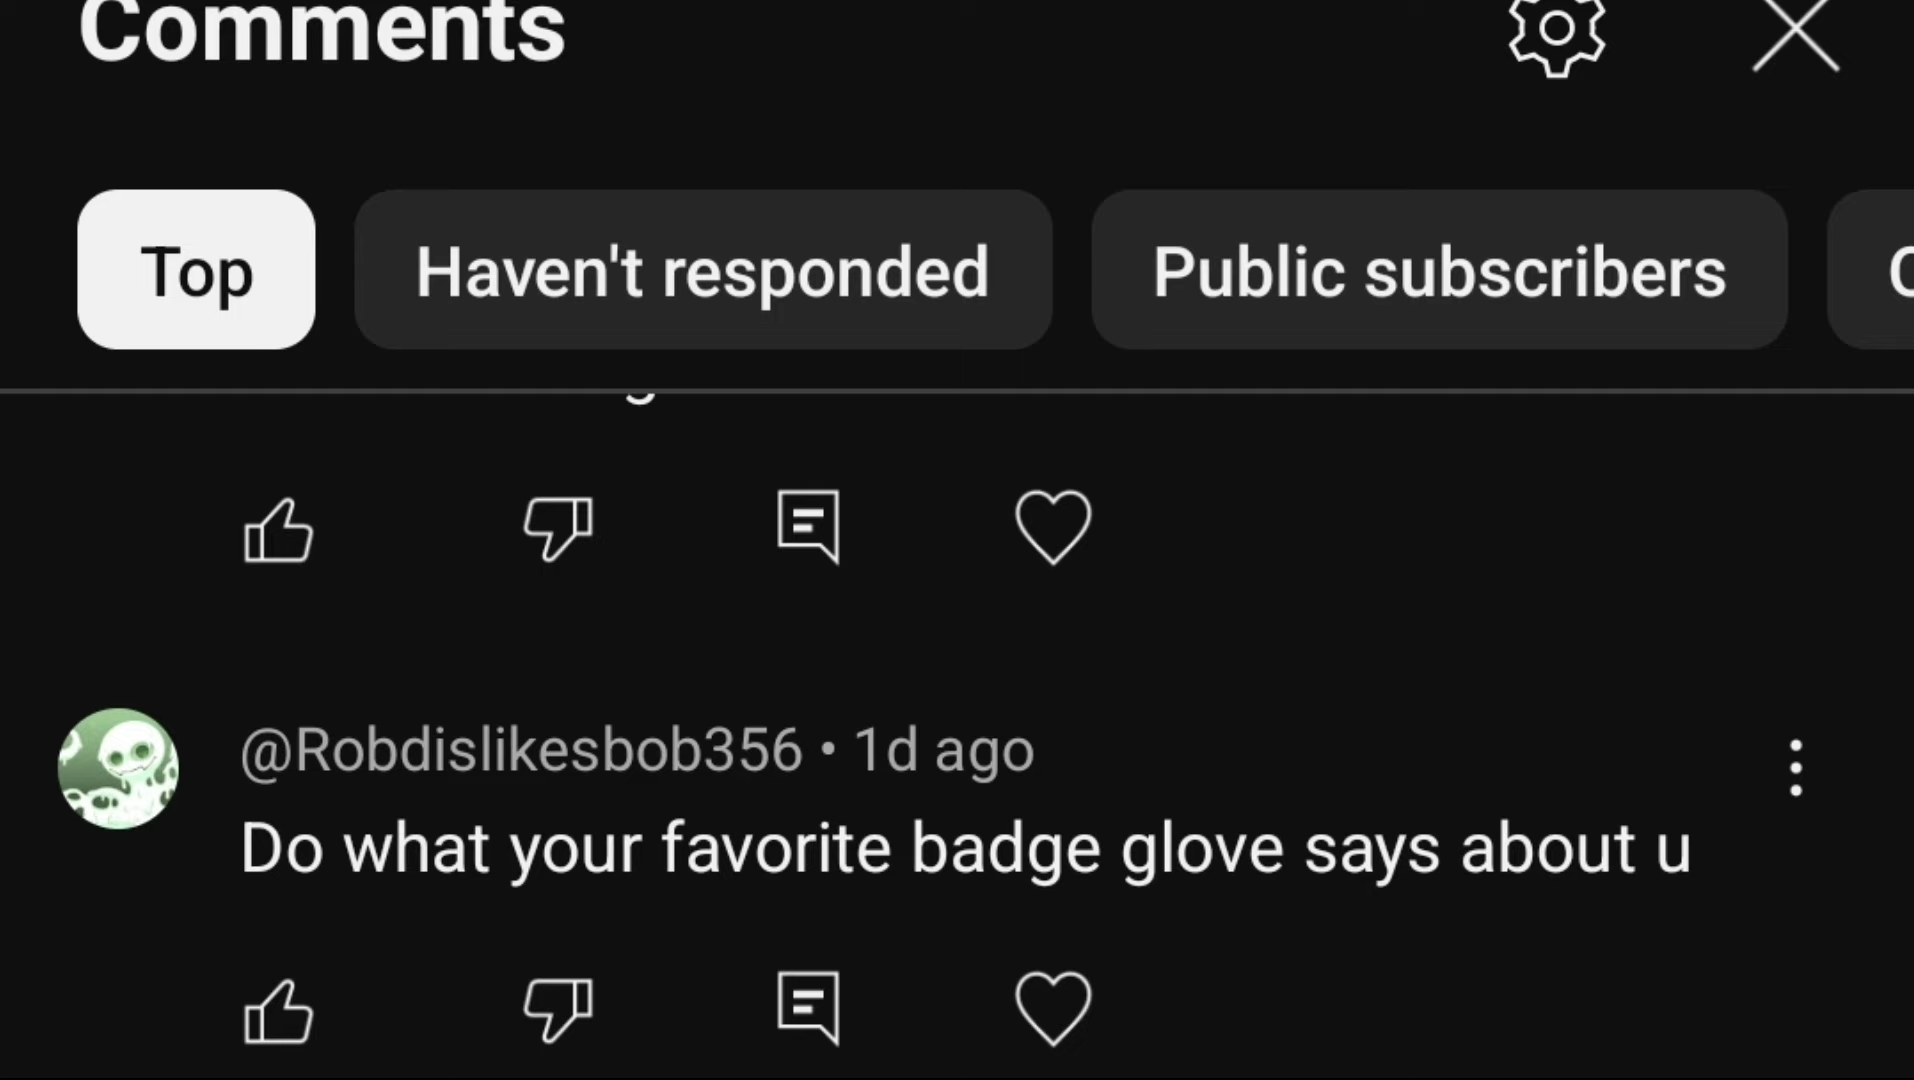 Comments
Top
Haven't responded
Public subscribers
@Robdislikesbob356 • 1d ago
Do what your favorite badge glove says about u